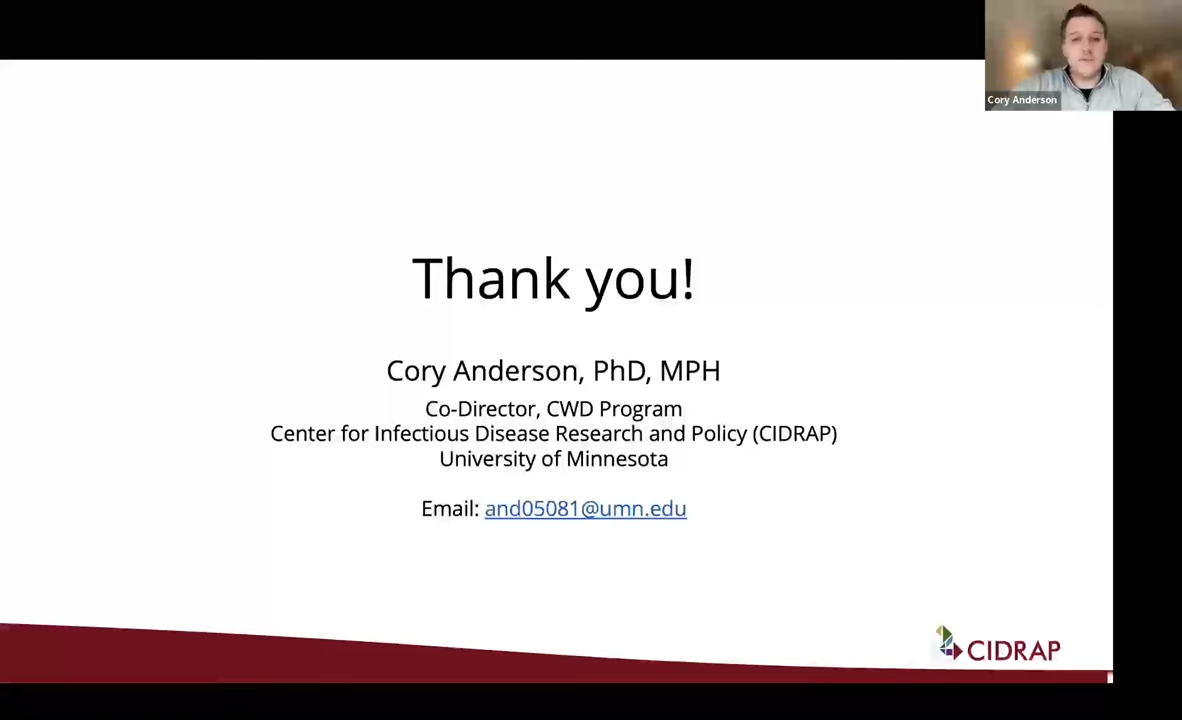 Cory Anderson
Thank you!
Cory Anderson, PhD, MPH
Co-Director, CWD Program
Center for Infectious Disease Research and Policy (CIDRAP)
University of Minnesota
Email: and05081@umn.edu
CIDRAP